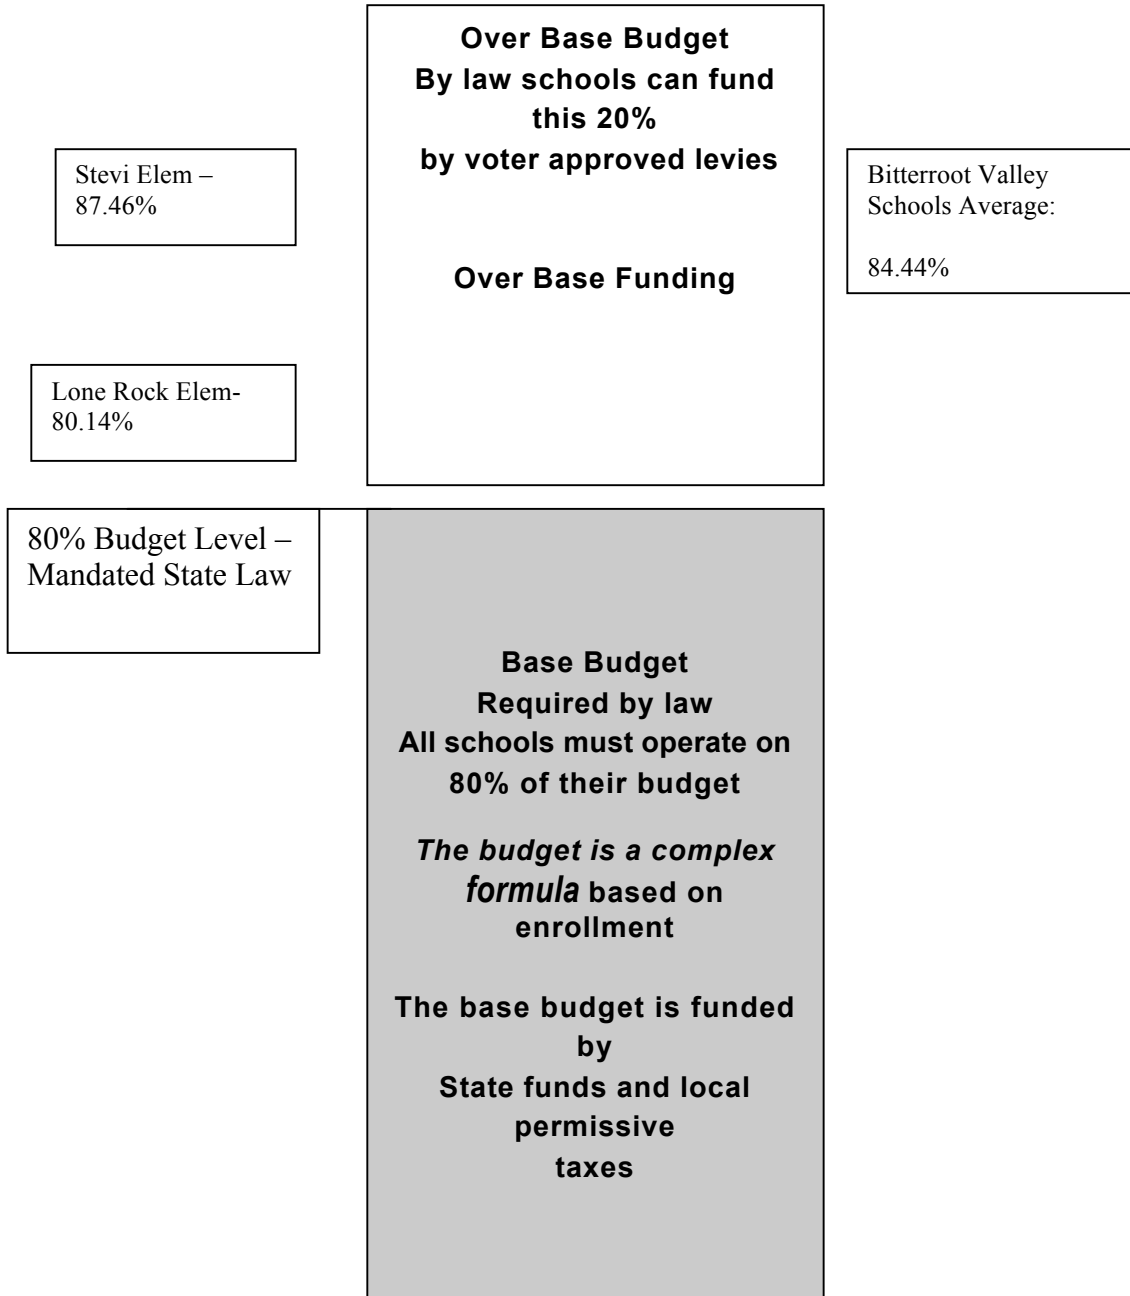 Over Base Budget
By law schools can fund
this 20%
by voter approved levies
Over Base Funding
Stevi Elem –
87.46%
Bitterroot Valley
Schools Average:
84.44%
Lone Rock Elem-
80.14%
80% Budget Level –
Mandated State Law
Base Budget
Required by law
All schools must operate on
80% of their budget
The budget is a complex
formula based on
enrollment
The base budget is funded
by
State funds and local
permissive
taxes